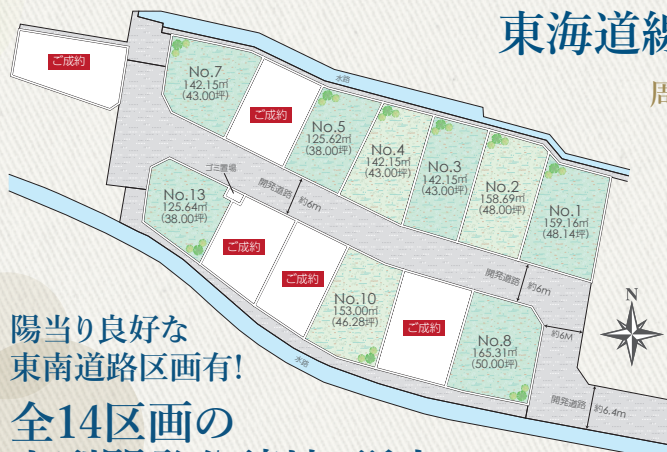 東海道線
周
ご成約
No.7
142.15㎡
(43.00坪)
ご成約
水路
No.5
125.62㎡
(38.00坪)
No.4
142.15㎡
(43.00坪)
No.3
142.15㎡
(43.00坪)
No.2
158.69㎡
(48.00坪)
No.1
159.16㎡
(48.14坪)
ゴミ置場
No.13
125.64㎡
(38.00坪)
開発道路
約6m
ご成約
ご成約
No.10
153.00㎡
(46.28坪)
ご成約
No.8
165.31㎡
(50.00坪)
開発道路
約6m
約6M
N
水路
開発道路
約6.4m
陽当り良好な
東南道路区画有!
全14区画の